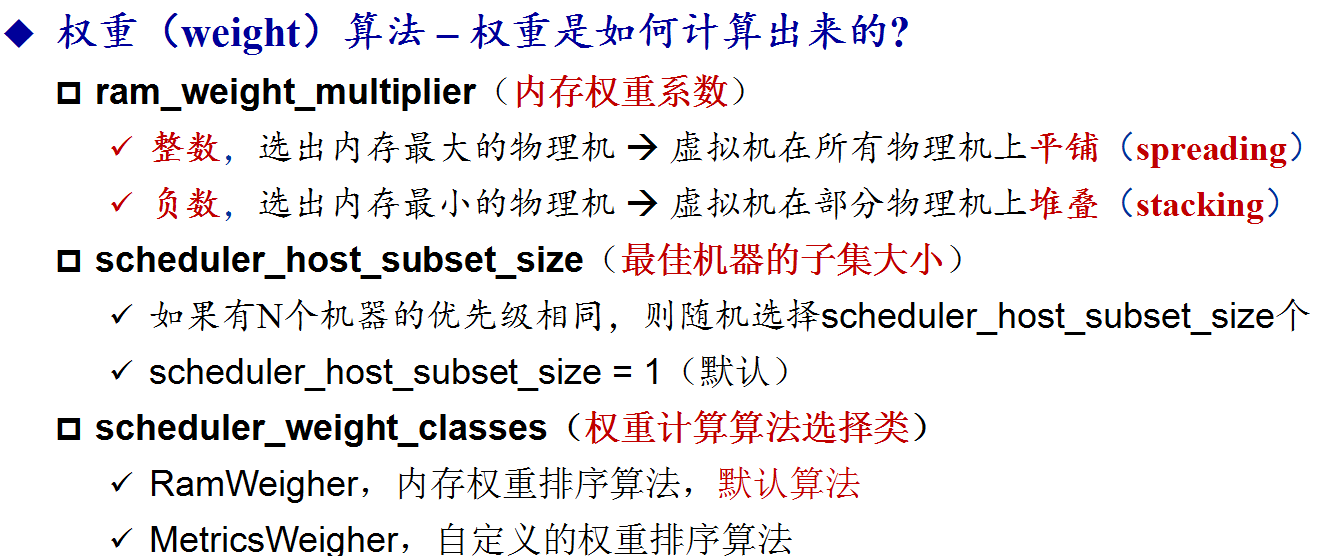 ◆ 权重（weight）算法 – 权重是如何计算出来的?
ram_weight_multiplier（内存权重系数）
✓ 整数，选出内存最大的物理机 → 虚拟机在所有物理机上平铺（spreading）
✓ 负数，选出内存最小的物理机 → 虚拟机在部分物理机上堆叠（stacking）
scheduler_host_subset_size（最佳机器的子集大小）
✓ 如果有N个机器的优先级相同，则随机选择scheduler_host_subset_size个
✓ scheduler_host_subset_size = 1（默认）
scheduler_weight_classes（权重计算算法选择类）
✓ RamWeigher，内存权重排序算法，默认算法
✓ MetricsWeigher，自定义的权重排序算法